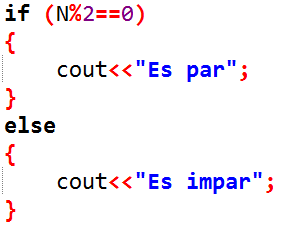 if (N%2==0)
{
    cout<<"Es par";
}
else
{
    cout<<"Es impar";
}